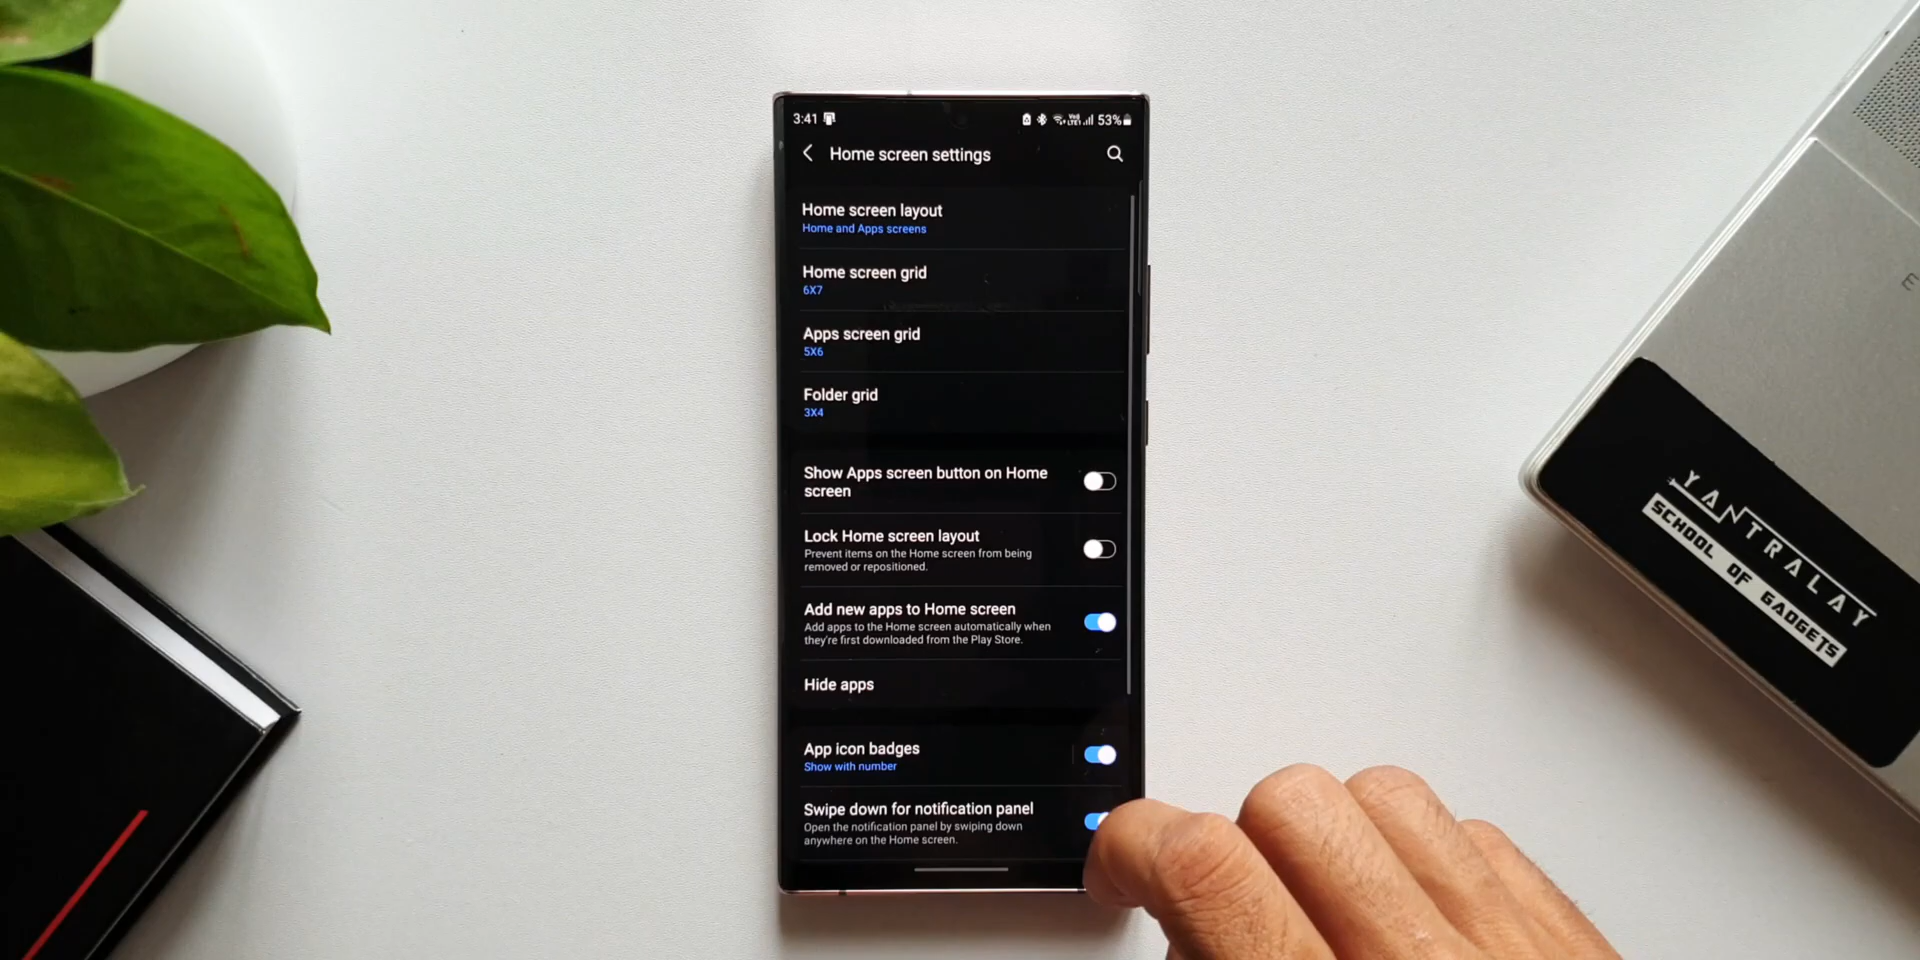 3:41
53%
Home screen settings
Home screen layout
Home and Apps screens
Home screen grid
6X7
Apps screen grid
5X6
Folder grid
3X4
Show Apps screen button on Home
screen
Lock Home screen layout
Prevent items on the Home screen from being
removed or repositioned.
Add new apps to Home screen
Add apps to the Home screen automatically when
they're first downloaded from the Play Store.
Hide apps
App icon badges
Show with number
Swipe down for notification panel
Open the notification panel by swiping down
anywhere on the Home screen.
YANTRALAY
SCHOOL OF GADGETS